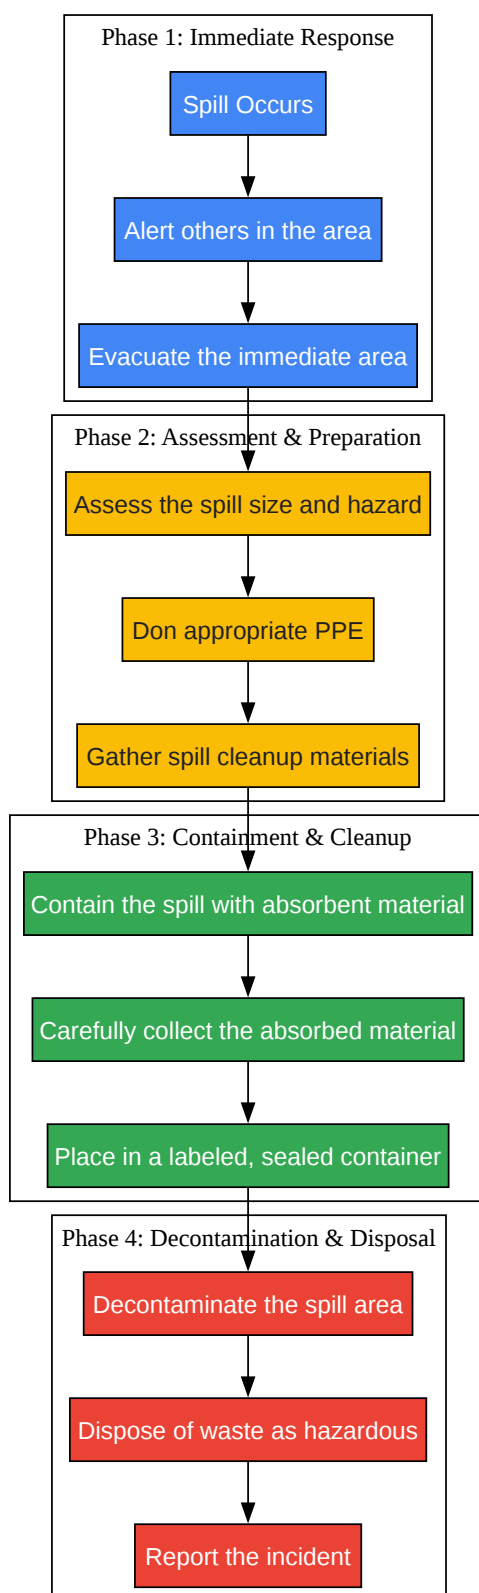 Phase 1: Immediate Response
Spill Occurs
Alert others in the area
Evacuate the immediate area
Phase 2: Assessment & Preparation
Assess the spill size and hazard
Don appropriate PPE
Gather spill cleanup materials
Phase 3: Containment & Cleanup
Contain the spill with absorbent material
Carefully collect the absorbed material
Place in a labeled, sealed container
Phase 4: Decontamination & Disposal
Decontaminate the spill area
Dispose of waste as hazardous
Report the incident